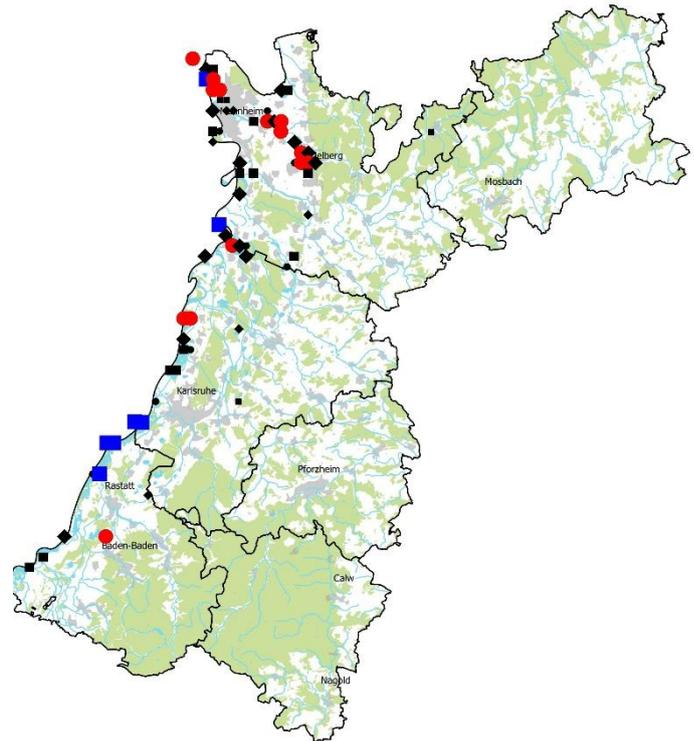 Mosbach
Karlsruhe
Pforzheim
Rastatt
Baden-Baden
Calw
Nagold